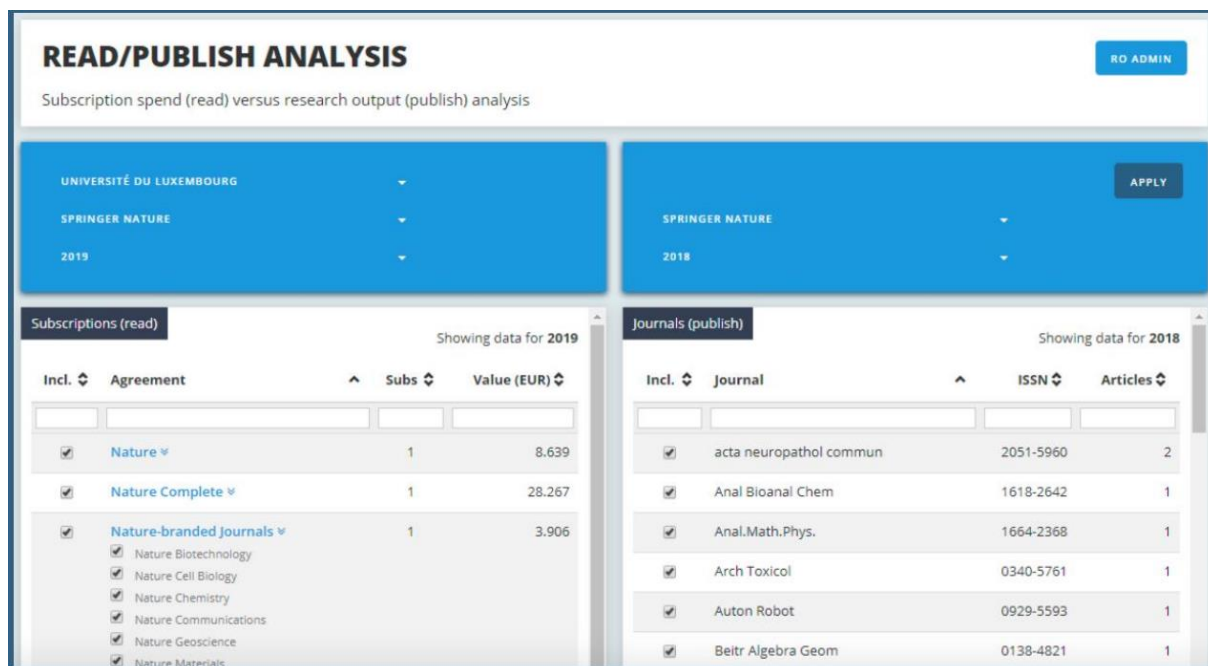 READ/PUBLISH ANALYSIS
RO ADMIN
Subscription spend (read) versus research output (publish) analysis
UNIVERSITÉ DU LUXEMBOURG
SPRINGER NATURE
2019
APPLY
SPRINGER NATURE
2018
Subscriptions (read)
Showing data for 2019
Incl. Agreement Subs Value (EUR)
Nature 1 8.639
Nature Complete 1 28.267
Nature-branded Journals 1 3.906
Nature Biotechnology
Nature Cell Biology
Nature Chemistry
Nature Communications
Nature Geoscience
Nature Materials
Journals (publish)
Showing data for 2018
Incl. Journal ISSN Articles
acta neuropathol commun 2051-5960 2
Anal Bioanal Chem 1618-2642 1
Anal.Math.Phys. 1664-2368 1
Arch Toxicol 0340-5761 1
Auton Robot 0929-5593 1
Beitr Algebra Geom 0138-4821 1